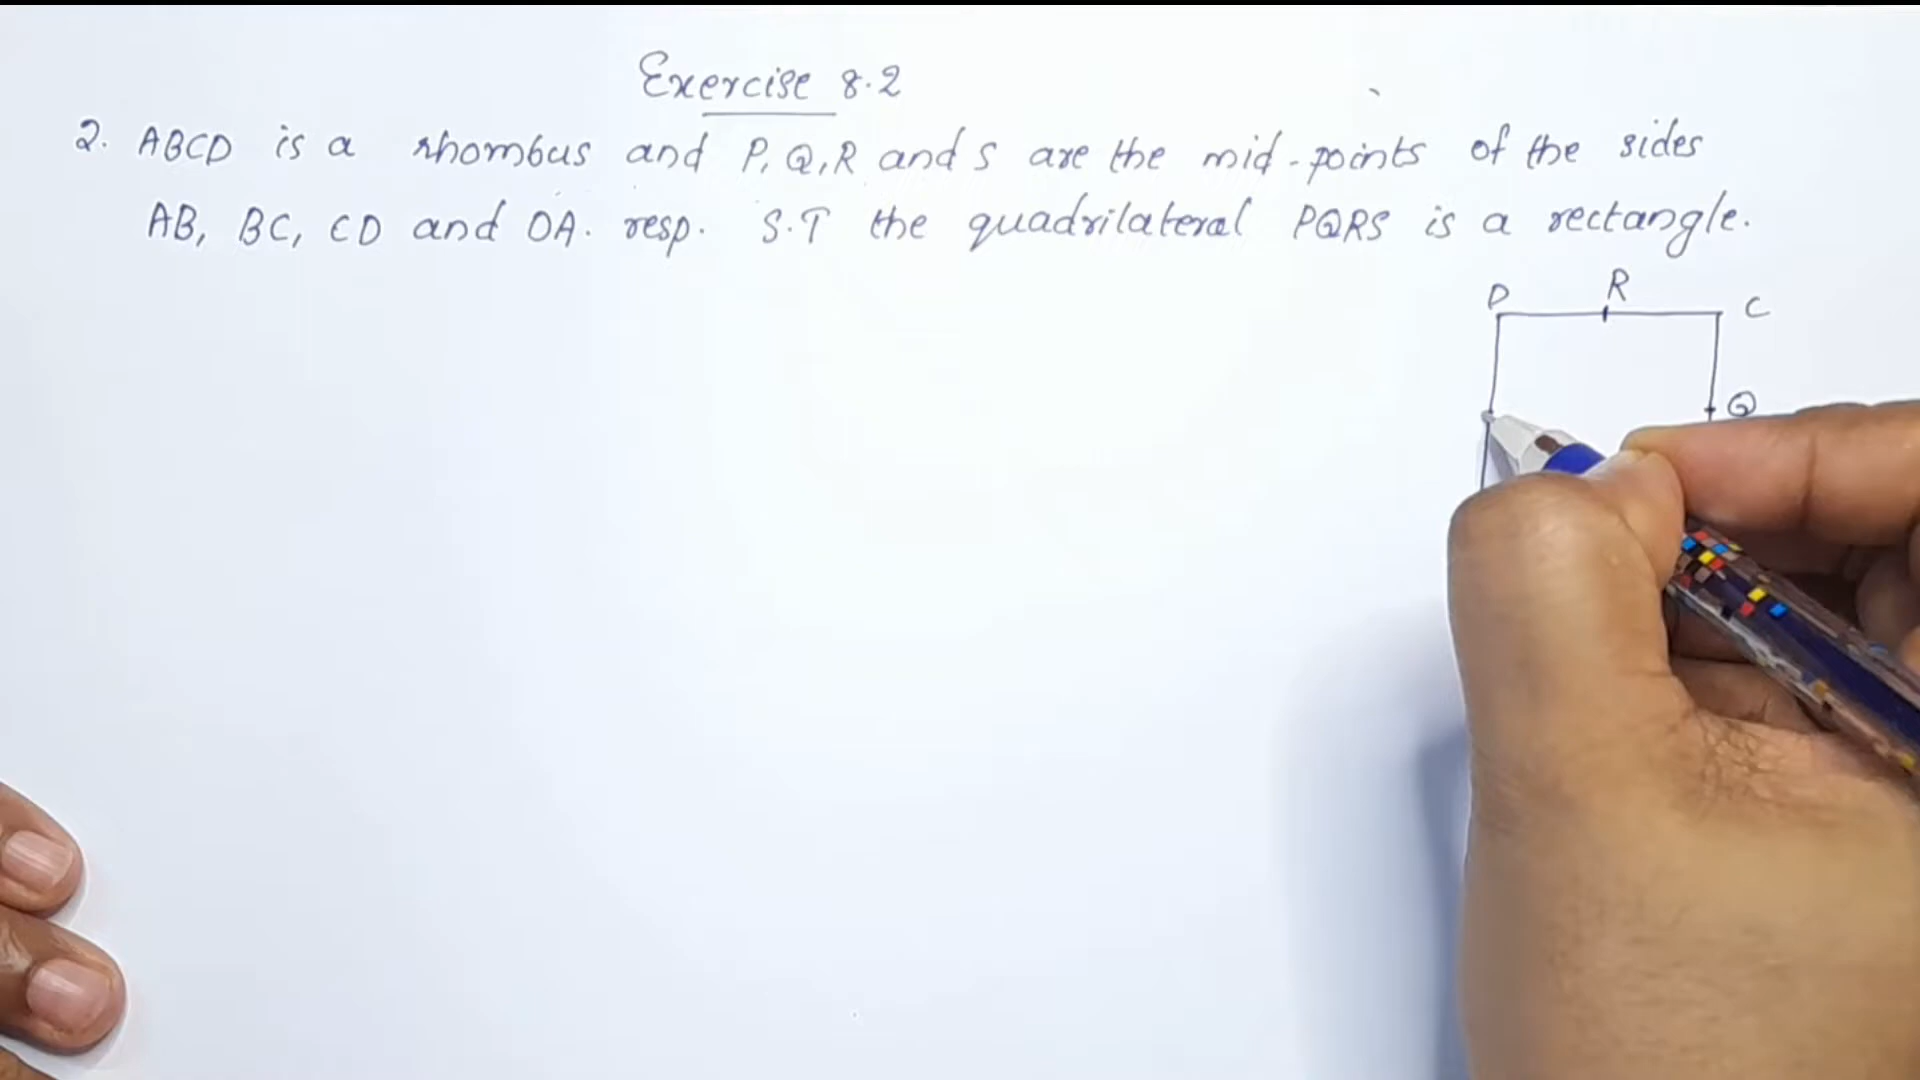 Exercise 8.2
2. ABCD is a rhombus and P, Q, R and S are the mid-points of the sides
AB, BC, CD and DA. resp. S.T the quadrilateral PQRS is a rectangle.
D R C
Q